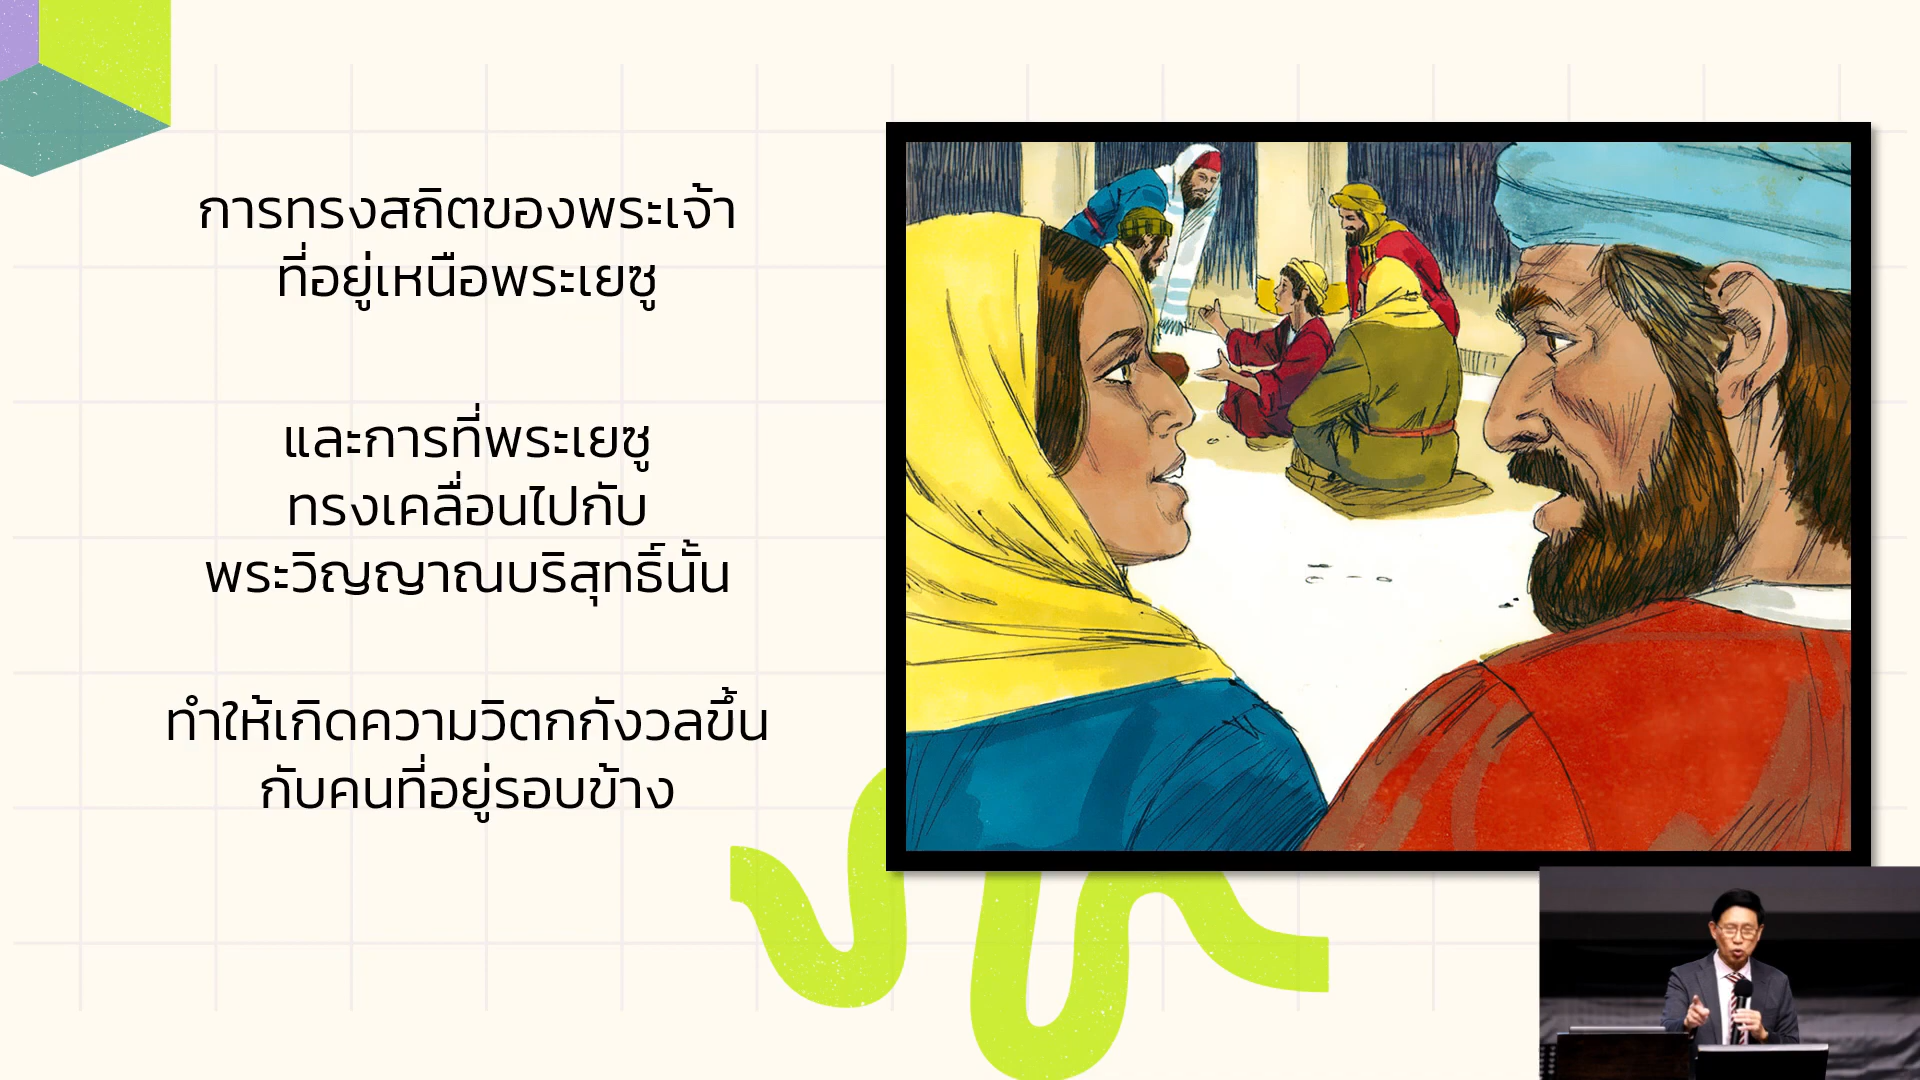 การทรงสถิตของพระเจ้า
ที่อยู่เหนือพระเยซู
และการที่พระเยซู
ทรงเคลื่อนไปกับ
พระวิญญาณบริสุทธิ์นั้น
ทำให้เกิดความวิตกกังวลขึ้น
กับคนที่อยู่รอบข้าง